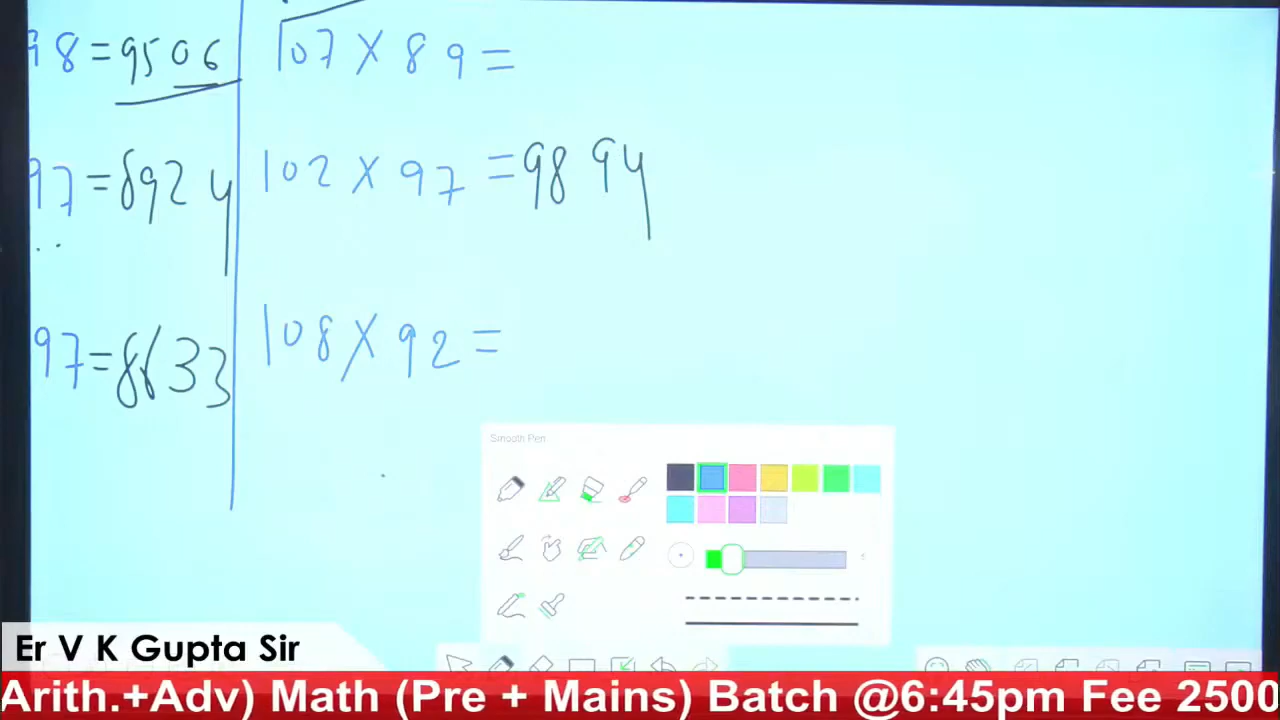 98 = 9506
107 X 89 =
97 = 8924
102 X 97 = 9894
97 = 8633
108 X 92 =
Smooth Pen
Er V K Gupta Sir
Arith.+Adv) Math (Pre + Mains) Batch @6:45pm Fee 2500